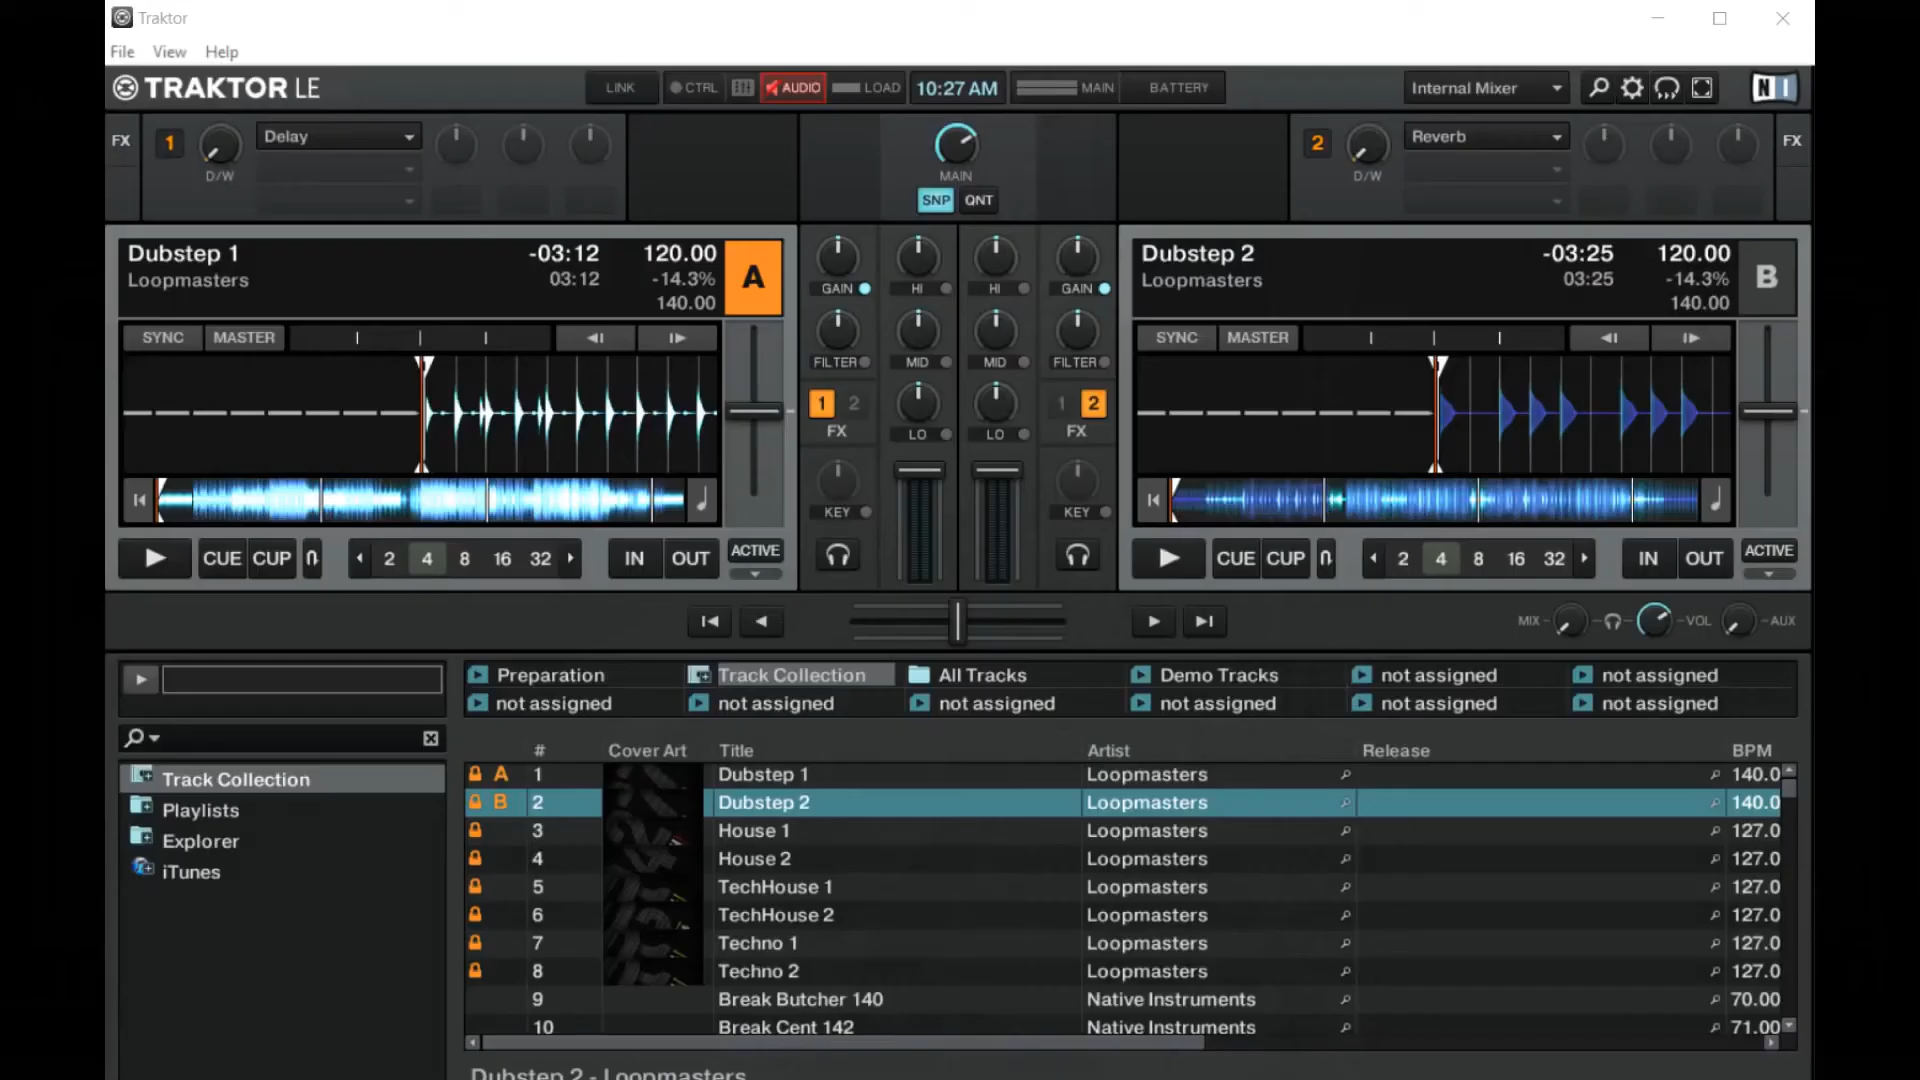 Traktor
File View Help
TRAKTOR LE LINK CTRL AUDIO LOAD 10:27 AM MAIN BATTERY Internal Mixer NI
FX 1 D/W Delay MAIN SNP QNT 2 D/W Reverb FX
Dubstep 1 -03:12 120.00
Loopmasters 03:12 -14.3%
140.00
A
SYNC MASTER
CUE CUP 2 4 8 16 32 IN OUT ACTIVE
GAIN HI HI GAIN
FILTER MID MID FILTER
1 2 1 2
FX LO LO FX
KEY KEY
Dubstep 2 -03:25 120.00
Loopmasters 03:25 -14.3%
140.00
B
SYNC MASTER
CUE CUP 2 4 8 16 32 IN OUT ACTIVE
MIX VOL AUX
Preparation Track Collection All Tracks Demo Tracks not assigned not assigned
not assigned not assigned not assigned not assigned not assigned not assigned
Track Collection
Playlists
Explorer
iTunes
# Cover Art Title Artist Release BPM
A 1 Dubstep 1 Loopmasters 140.0
B 2 Dubstep 2 Loopmasters 140.0
3 House 1 Loopmasters 127.0
4 House 2 Loopmasters 127.0
5 TechHouse 1 Loopmasters 127.0
6 TechHouse 2 Loopmasters 127.0
7 Techno 1 Loopmasters 127.0
8 Techno 2 Loopmasters 127.0
9 Break Butcher 140 Native Instruments 70.00
10 Break Cent 142 Native Instruments 71.00
Dubstep 2 - Loopmasters